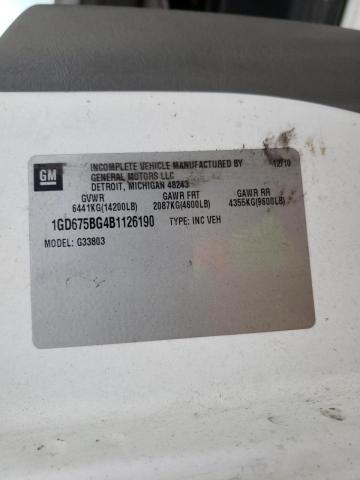 GM
INCOMPLETE VEHICLE MANUFACTURED BY 12/10
GENERAL MOTORS LLC
DETROIT, MICHIGAN 48243
GVWR GAWR FRT GAWR RR
6441KG(14200LB) 2087KG(4600LB) 4355KG(9600LB)
1GD675BG4B1126190 TYPE: INC VEH
MODEL: G33803